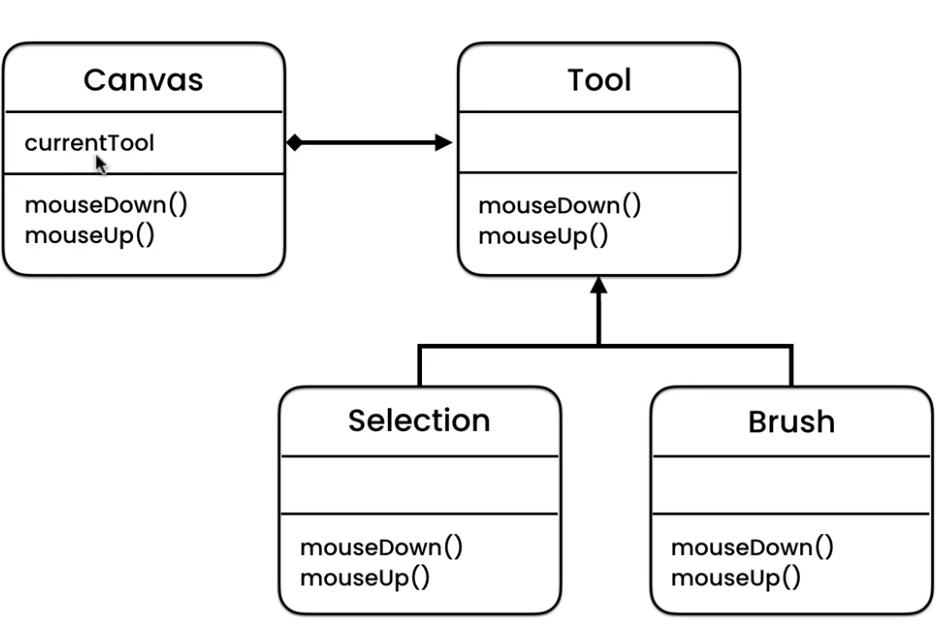 Canvas
currentTool
mouseDown()
mouseUp()
Tool
mouseDown()
mouseUp()
Selection
mouseDown()
mouseUp()
Brush
mouseDown()
mouseUp()